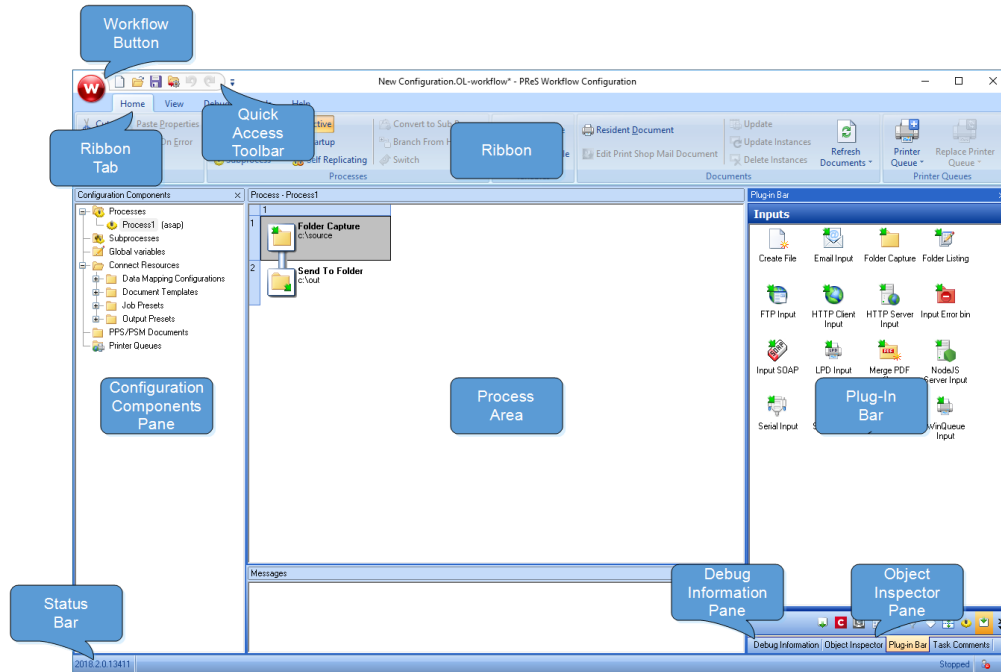 Workflow
Button
W
New Configuration.OL-workflow* - PReS Workflow Configuration
Home View
Help
Quick
Access
Toolbar
Ribbon
Tab
Ribbon
Paste Properties
Convert to
Branch From
Self Replicating
Switch
Processes
Resident Document
Edit Print Shop Mail Document
Update
Update Instances
Delete Instances
Refresh
Documents
Documents
Printer
Queue
Replace Printer
Queue
Printer Queues
Configuration Components
Processes
Process1 (asap)
Subprocesses
Global variables
Connect Resources
Data Mapping Configurations
Document Templates
Job Presets
Output Presets
PPS/PSM Documents
Printer Queues
Configuration
Components
Pane
Process - Process1
1
1
Folder Capture
c:\source
2
Send To Folder
c:\out
Process
Area
Messages
Plug-in Bar
Inputs
Create File Email Input Folder Capture Folder Listing
FTP Input HTTP Client Input HTTP Server Input Input Error bin
Input SOAP LPD Input Merge PDF NodeJS Server Input
Serial Input WinQueue Input
Plug-In
Bar
Debug
Information
Pane
Object
Inspector
Pane
Debug Information Object Inspector Plug-in Bar Task Comments
Status
Bar
2018.2.0.13411
Stopped